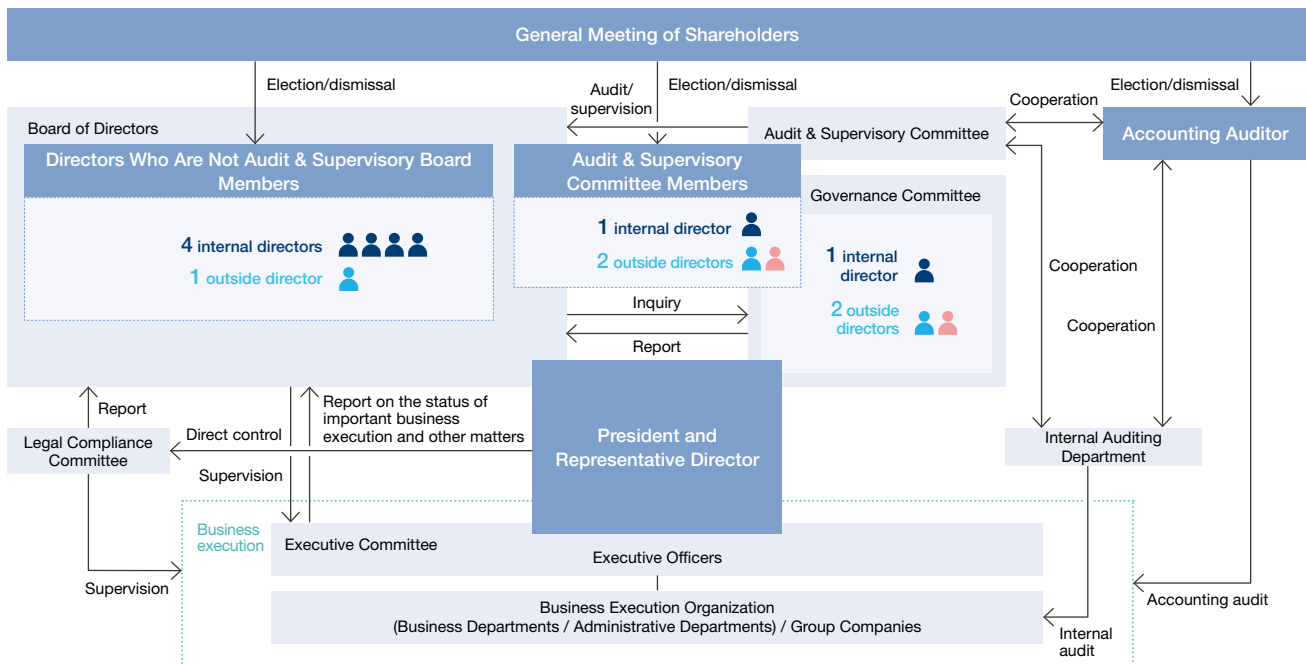 General Meeting of Shareholders
Election/dismissal
Audit/
supervision
Election/dismissal
Election/dismissal
Cooperation
Board of Directors
Audit & Supervisory Committee
Accounting Auditor
Directors Who Are Not Audit & Supervisory Board
Members
Audit & Supervisory
Committee Members
Governance Committee
4 internal directors
1 outside director
1 internal director
2 outside directors
1 internal
director
2 outside
directors
Cooperation
Cooperation
Inquiry
Report
Report
Report on the status of
important business
execution and other matters
Direct control
Legal Compliance
Committee
President and
Representative Director
Internal Auditing
Department
Supervision
Business
execution
Executive Committee
Executive Officers
Supervision
Accounting audit
Business Execution Organization
(Business Departments / Administrative Departments) / Group Companies
Internal
audit